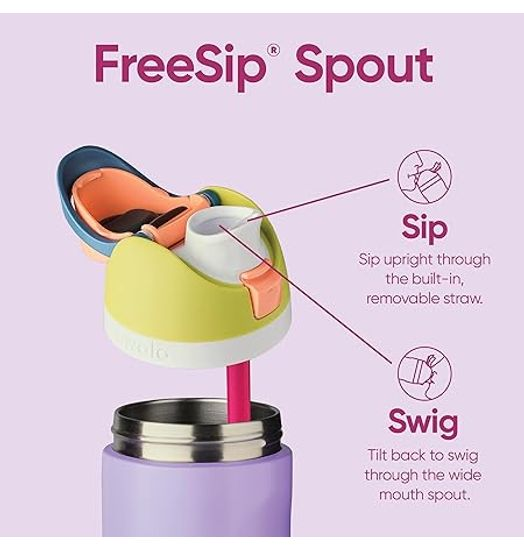 FreeSip® Spout
Sip
Sip upright through
the built-in,
removable straw.
Swig
Tilt back to swig
through the wide
mouth spout.